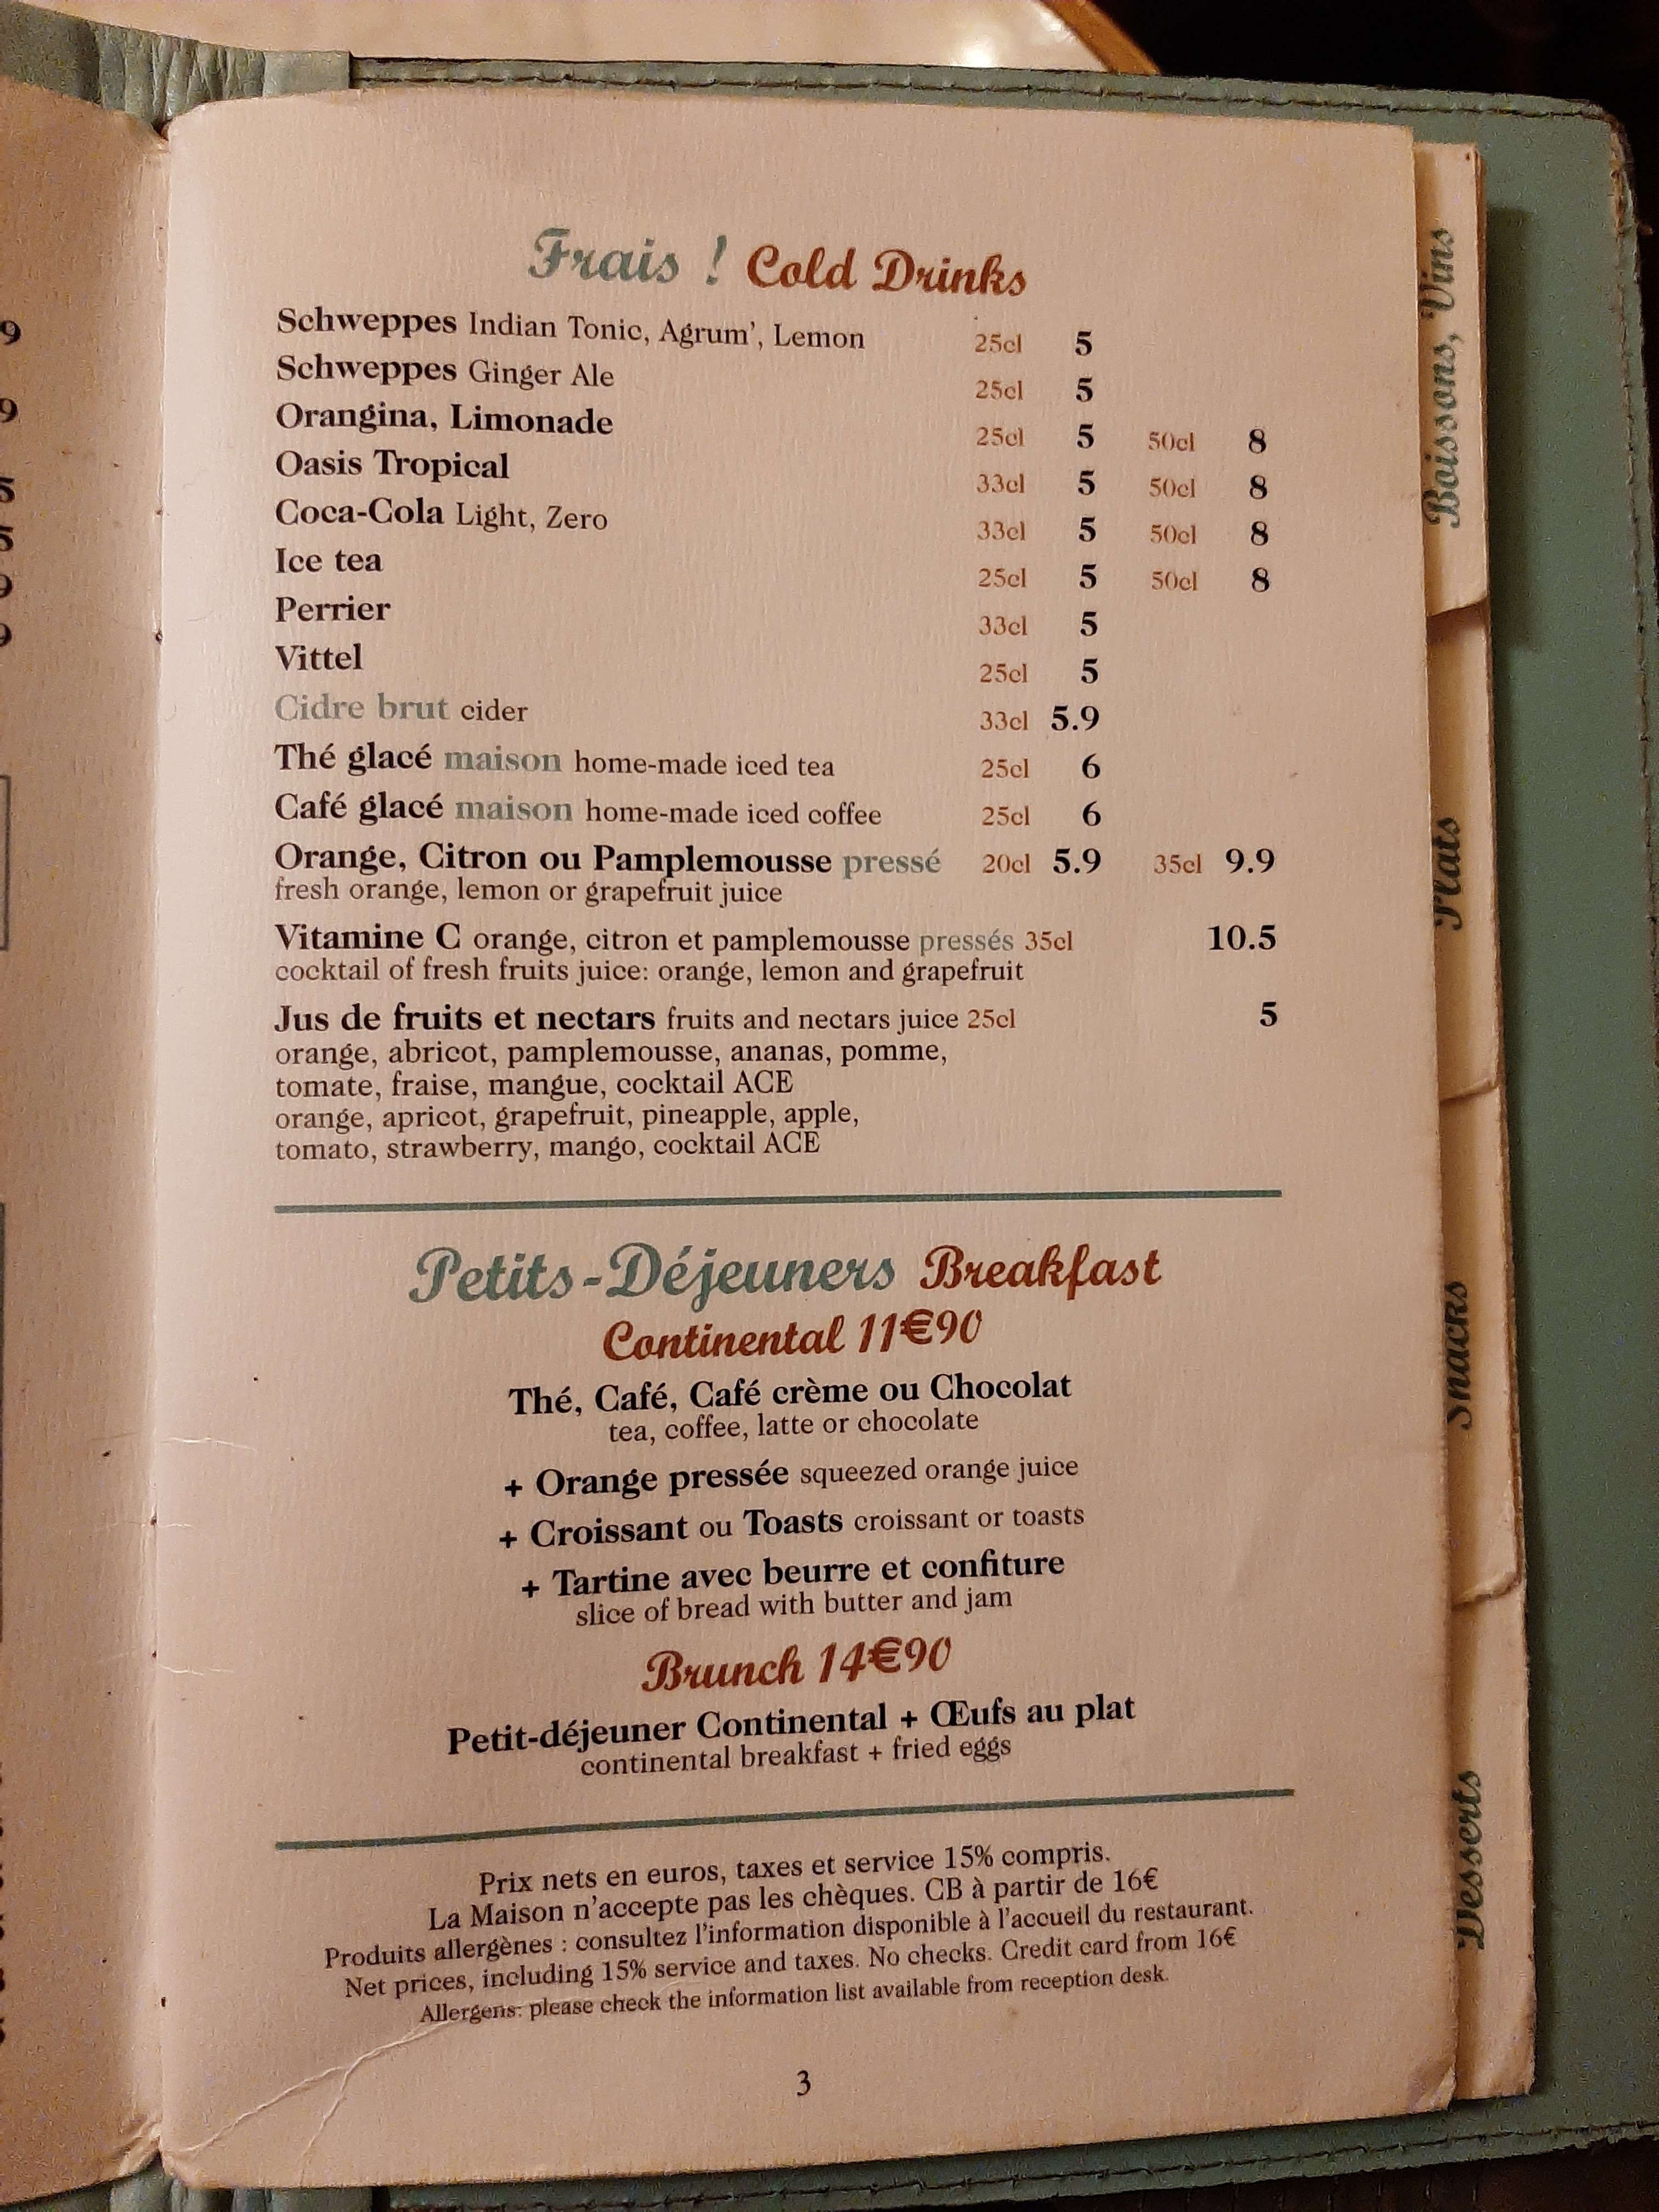 Frais ! Cold Drinks
Schweppes Indian Tonic, Agrum', Lemon 25cl 5
Schweppes Ginger Ale 25cl 5
Orangina, Limonade 25cl 5 50cl 8
Oasis Tropical 33cl 5 50cl 8
Coca-Cola Light, Zero 33cl 5 50cl 8
Ice tea 25cl 5 50cl 8
Perrier 33cl 5
Vittel 25cl 5
Cidre brut cider 33cl 5.9
Thé glacé maison home-made iced tea 25cl 6
Café glacé maison home-made iced coffee 25cl 6
Orange, Citron ou Pamplemousse pressé 20cl 5.9 35cl 9.9
fresh orange, lemon or grapefruit juice
Vitamine C orange, citron et pamplemousse pressés 35cl 10.5
cocktail of fresh fruits juice: orange, lemon and grapefruit
Jus de fruits et nectars fruits and nectars juice 25cl 5
orange, abricot, pamplemousse, ananas, pomme,
tomate, fraise, mangue, cocktail ACE
orange, apricot, grapefruit, pineapple, apple,
tomato, strawberry, mango, cocktail ACE
Petits-Déjeuners Breakfast
Continental 11€90
Thé, Café, Café crème ou Chocolat
tea, coffee, latte or chocolate
+ Orange pressée squeezed orange juice
+ Croissant ou Toasts croissant or toasts
+ Tartine avec beurre et confiture
slice of bread with butter and jam
Brunch 14€90
Petit-déjeuner Continental + Œufs au plat
continental breakfast + fried eggs
Prix nets en euros, taxes et service 15% compris.
La Maison n'accepte pas les chèques. CB à partir de 16€
Produits allergènes : consultez l'information disponible à l'accueil du restaurant.
Net prices, including 15% service and taxes. No checks. Credit card from 16€
Allergens: please check the information list available from reception desk.
3
Boissons, Vins
Plats
Snacks
Desserts